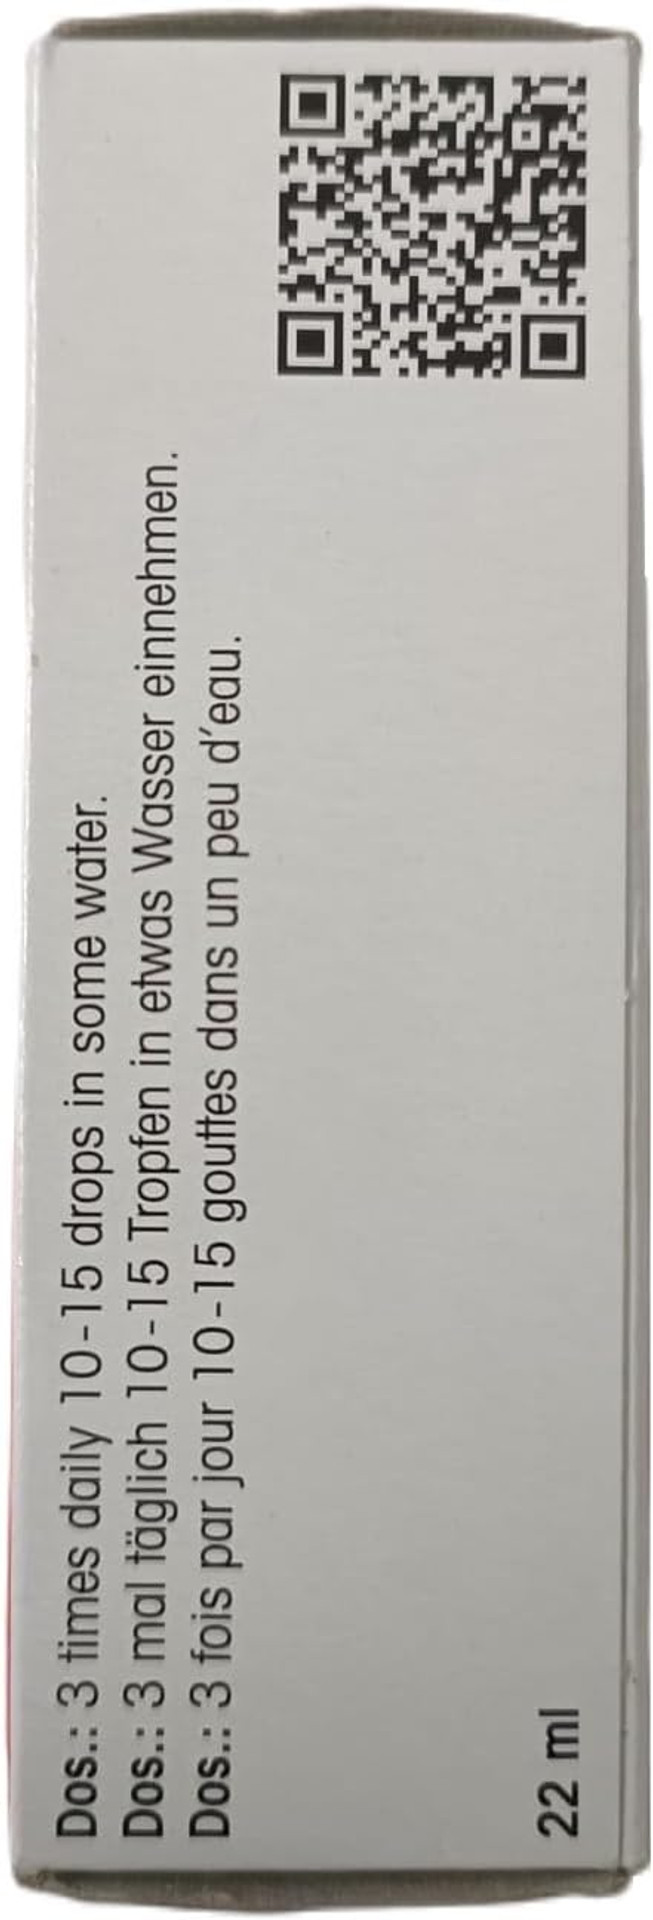 Dos.: 3 times daily 10-15 drops in some water.
Dos.: 3 mal täglich 10-15 Tropfen in etwas Wasser einnehmen.
Dos.: 3 fois par jour 10-15 gouttes dans un peu d'eau.
22 ml